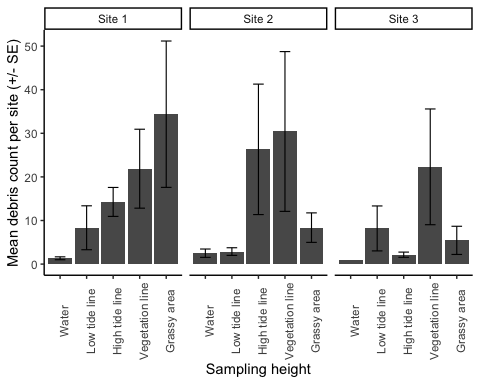 Site 1 Site 2 Site 3
Mean debris count per site (+/- SE)
50
40
30
20
10
0
Water Low tide line High tide line Vegetation line Grassy area Water Low tide line High tide line Vegetation line Grassy area Water Low tide line High tide line Vegetation line Grassy area
Sampling height